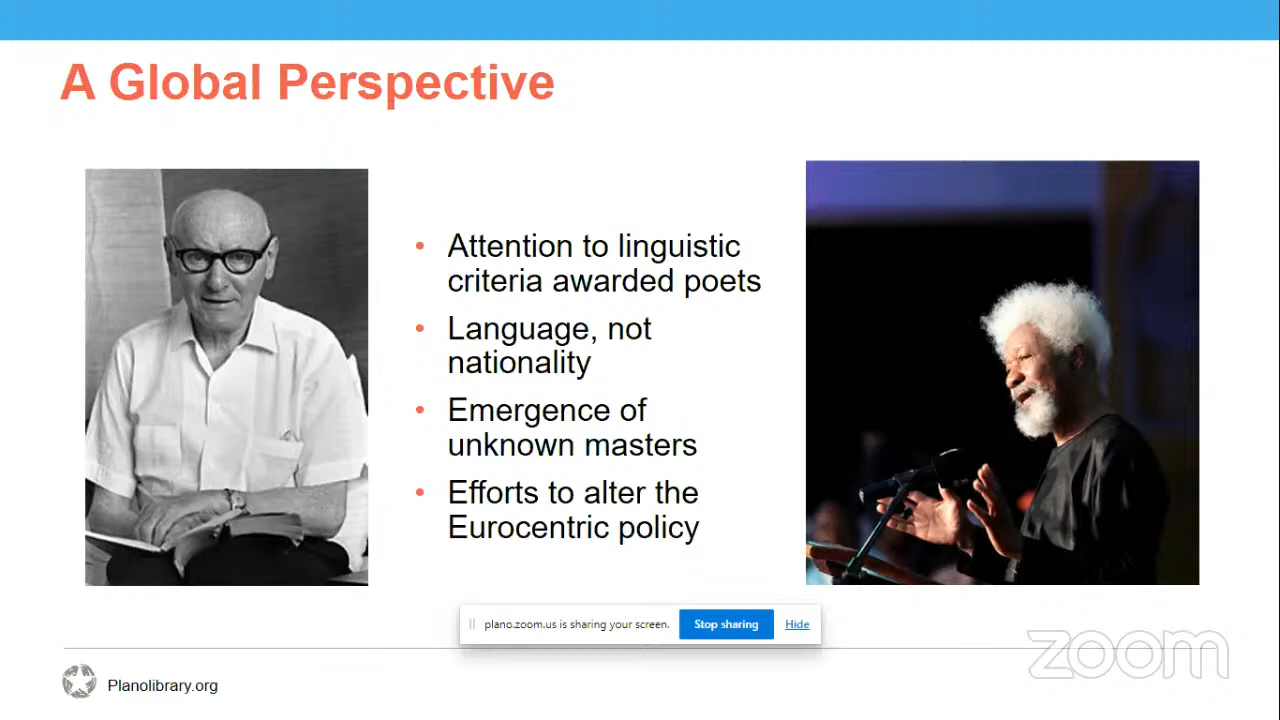 A Global Perspective
• Attention to linguistic
criteria awarded poets
• Language, not
nationality
• Emergence of
unknown masters
• Efforts to alter the
Eurocentric policy
plano.zoom.us is sharing your screen. Stop sharing Hide
zoom
Planolibrary.org